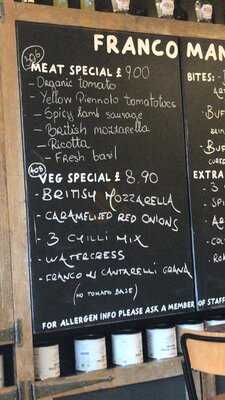 FRANCO MAN
MEAT SPECIAL £ 9.00
- Organic tomato
- Yellow Piennolo tomatotoes
- Spicy lamb sausage
- British mozzarella
- Ricotta
- Fresh basil
VEG SPECIAL £ 8.90
- BRITISH MOZZARELLA
- CARAMELISED RED ONIONS
- 3 CHILLI MIX
- WATERCRESS
- FRANCO DI CANTARELLI GRANA
(NO TOMATO BASE)
FOR ALLERGEN INFO PLEASE ASK A MEMBER OF STAFF
BITES:
EXTRA